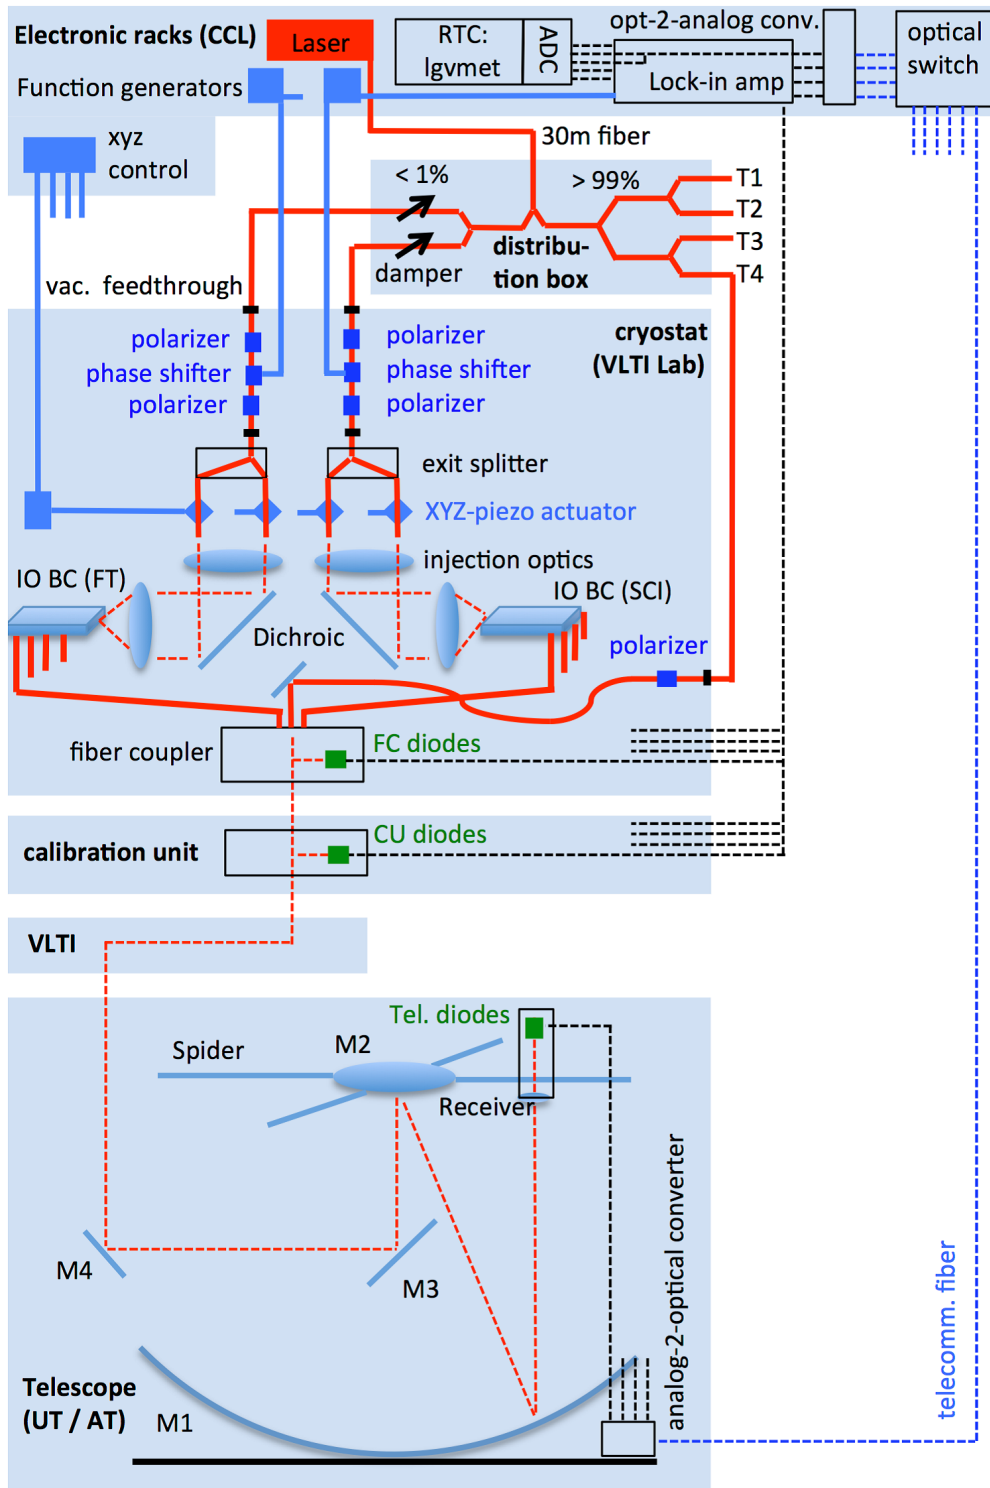 Electronic racks (CCL)
Laser
RTC:
lgvmet
ADC
opt-2-analog conv.
Lock-in amp
optical
switch
Function generators
xyz
control
30m fiber
< 1%
> 99%
T1
T2
T3
T4
damper
distribu-
tion box
vac. feedthrough
cryostat
(VLTI Lab)
polarizer
phase shifter
polarizer
polarizer
phase shifter
polarizer
exit splitter
XYZ-piezo actuator
injection optics
IO BC (FT)
IO BC (SCI)
Dichroic
polarizer
fiber coupler
FC diodes
calibration unit
CU diodes
VLTI
Tel. diodes
Spider
M2
Receiver
M4
M3
analog-2-optical converter
telecomm. fiber
Telescope
(UT / AT)
M1